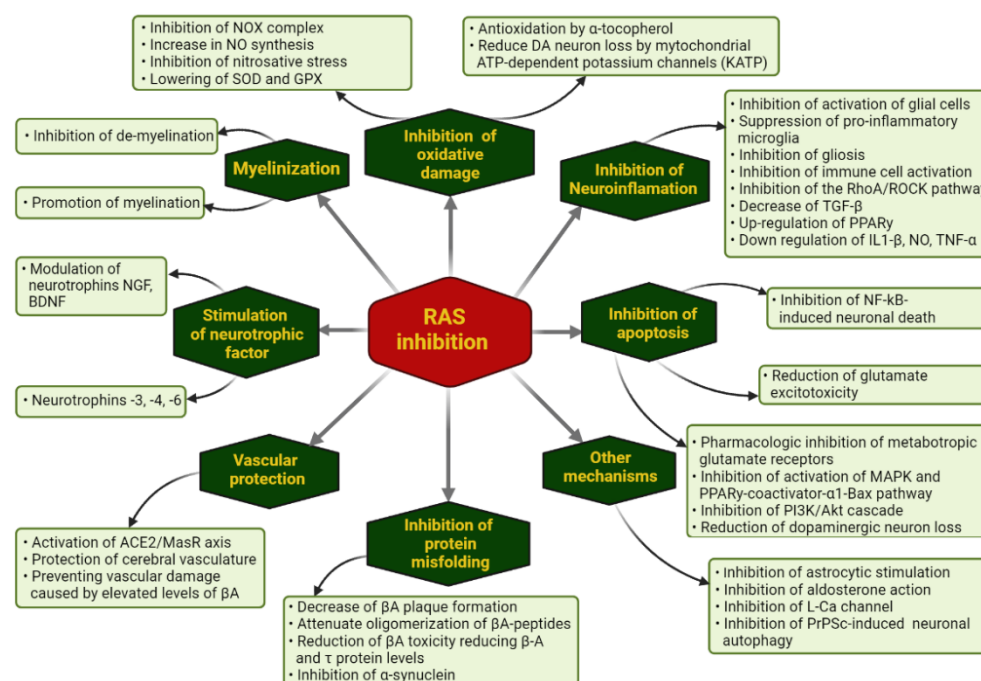 • Inhibition of NOX complex
• Increase in NO synthesis
• Inhibition of nitrosative stress
• Lowering of SOD and GPX
• Antioxidation by α-tocopherol
• Reduce DA neuron loss by mytochondrial
ATP-dependent potassium channels (KATP)
Inhibition of
oxidative
damage
• Inhibition of de-myelination
• Promotion of myelination
Myelinization
Inhibition of
Neuroinflamation
• Inhibition of activation of glial cells
• Suppression of pro-inflammatory
microglia
• Inhibition of gliosis
• Inhibition of immune cell activation
• Inhibition of the RhoA/ROCK pathway
• Decrease of TGF-β
• Up-regulation of PPARγ
• Down regulation of IL1-β, NO, TNF-α
• Modulation of
neurotrophins NGF,
BDNF
Stimulation
of neurotrophic
factor
• Neurotrophins -3, -4, -6
RAS
inhibition
Inhibition of
apoptosis
• Inhibition of NF-kB-
induced neuronal death
• Reduction of glutamate
excitotoxicity
• Pharmacologic inhibition of metabotropic
glutamate receptors
• Inhibition of activation of MAPK and
PPARγ-coactivator-α1-Bax pathway
• Inhibition of PI3K/Akt cascade
• Reduction of dopaminergic neuron loss
Vascular
protection
• Activation of ACE2/MasR axis
• Protection of cerebral vasculature
• Preventing vascular damage
caused by elevated levels of βA
Inhibition of
protein
misfolding
• Decrease of βA plaque formation
• Attenuate oligomerization of βA-peptides
• Reduction of βA toxicity reducing β-A
and τ protein levels
• Inhibition of α-synuclein
Other
mechanisms
• Inhibition of astrocytic stimulation
• Inhibition of aldosterone action
• Inhibition of L-Ca channel
• Inhibition of PrPSc-induced neuronal
autophagy